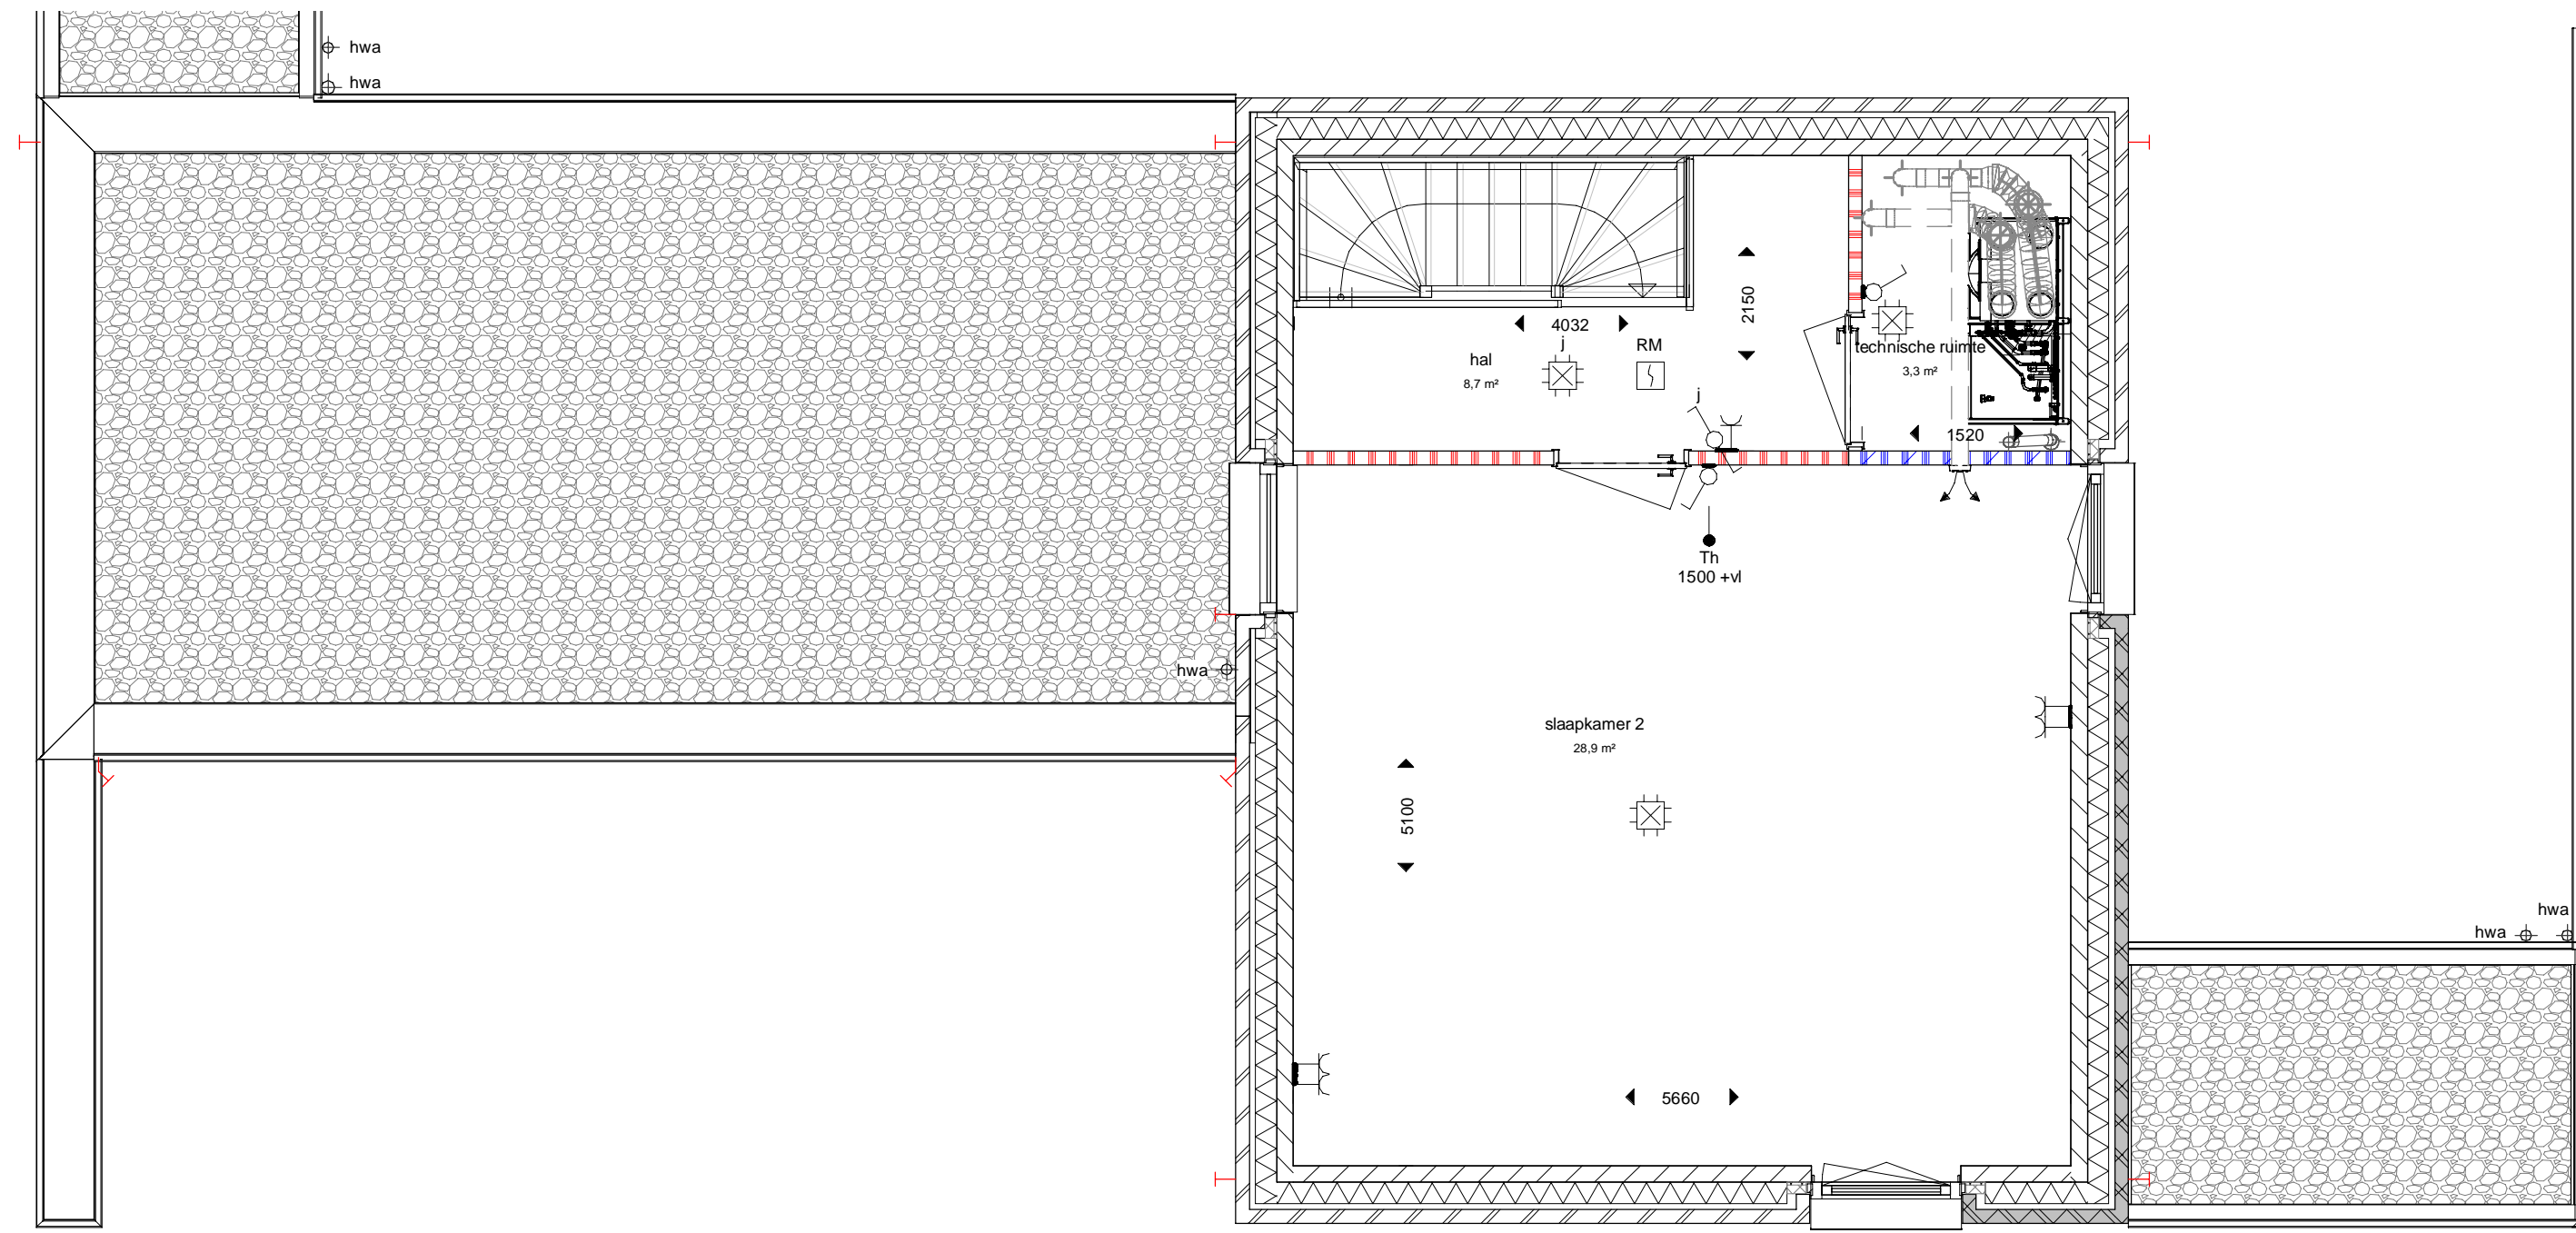 hwa
hwa
2150
4032
j
RM
hal
8,7 m²
technische ruimte
3,3 m²
j
1520
Th
1500 +vl
hwa
slaapkamer 2
28,9 m²
5100
hwa
hwa
5660